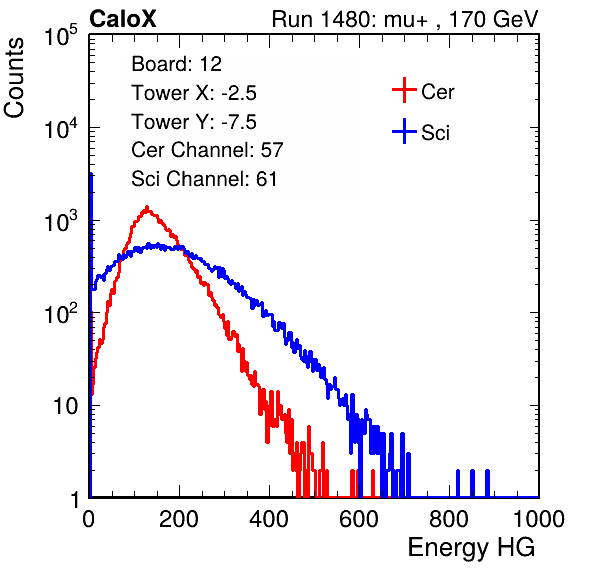 CaloX Run 1480: mu+ , 170 GeV
Counts
Board: 12
Tower X: -2.5
Tower Y: -7.5
Cer Channel: 57
Sci Channel: 61
Cer
Sci
10^5
10^4
10^3
10^2
10
1
0 200 400 600 800 1000
Energy HG